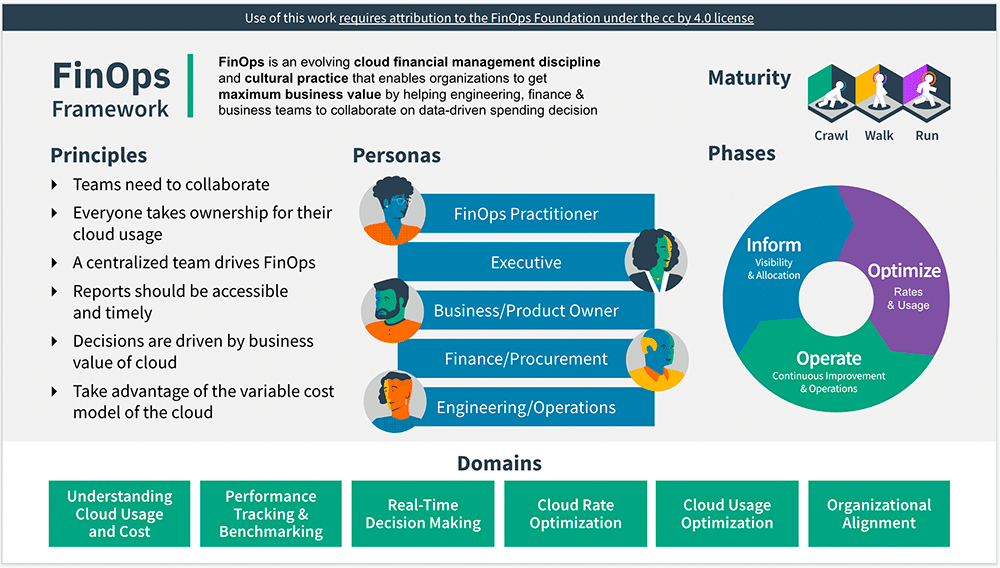 Use of this work requires attribution to the FinOps Foundation under the cc by 4.0 license
FinOps
Framework
FinOps is an evolving cloud financial management discipline
and cultural practice that enables organizations to get
maximum business value by helping engineering, finance &
business teams to collaborate on data-driven spending decision
Maturity
Crawl
Walk
Run
Principles
Teams need to collaborate
Everyone takes ownership for their
cloud usage
A centralized team drives FinOps
Reports should be accessible
and timely
Decisions are driven by business
value of cloud
Take advantage of the variable cost
model of the cloud
Personas
FinOps Practitioner
Executive
Business/Product Owner
Finance/Procurement
Engineering/Operations
Phases
Inform
Visibility
& Allocation
Optimize
Rates
& Usage
Operate
Continuous Improvement
& Operations
Domains
Understanding
Cloud Usage
and Cost
Performance
Tracking &
Benchmarking
Real-Time
Decision Making
Cloud Rate
Optimization
Cloud Usage
Optimization
Organizational
Alignment